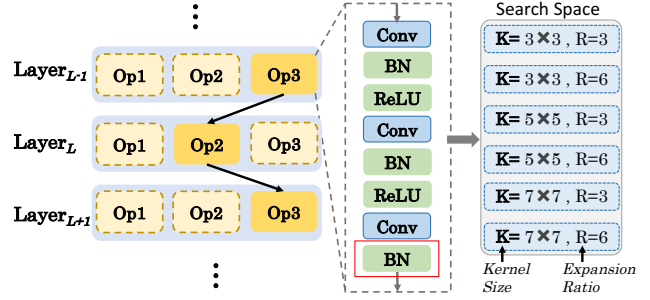 Layer_{L-1}
Op1 Op2 Op3
Layer_{L}
Op1 Op2 Op3
Layer_{L+1}
Op1 Op2 Op3
Conv
BN
ReLU
Conv
BN
ReLU
Conv
BN
Search Space
K= 3×3 , R=3
K= 3×3 , R=6
K= 5×5 , R=3
K= 5×5 , R=6
K= 7×7 , R=3
K= 7×7 , R=6
Kernel
Size
Expansion
Ratio